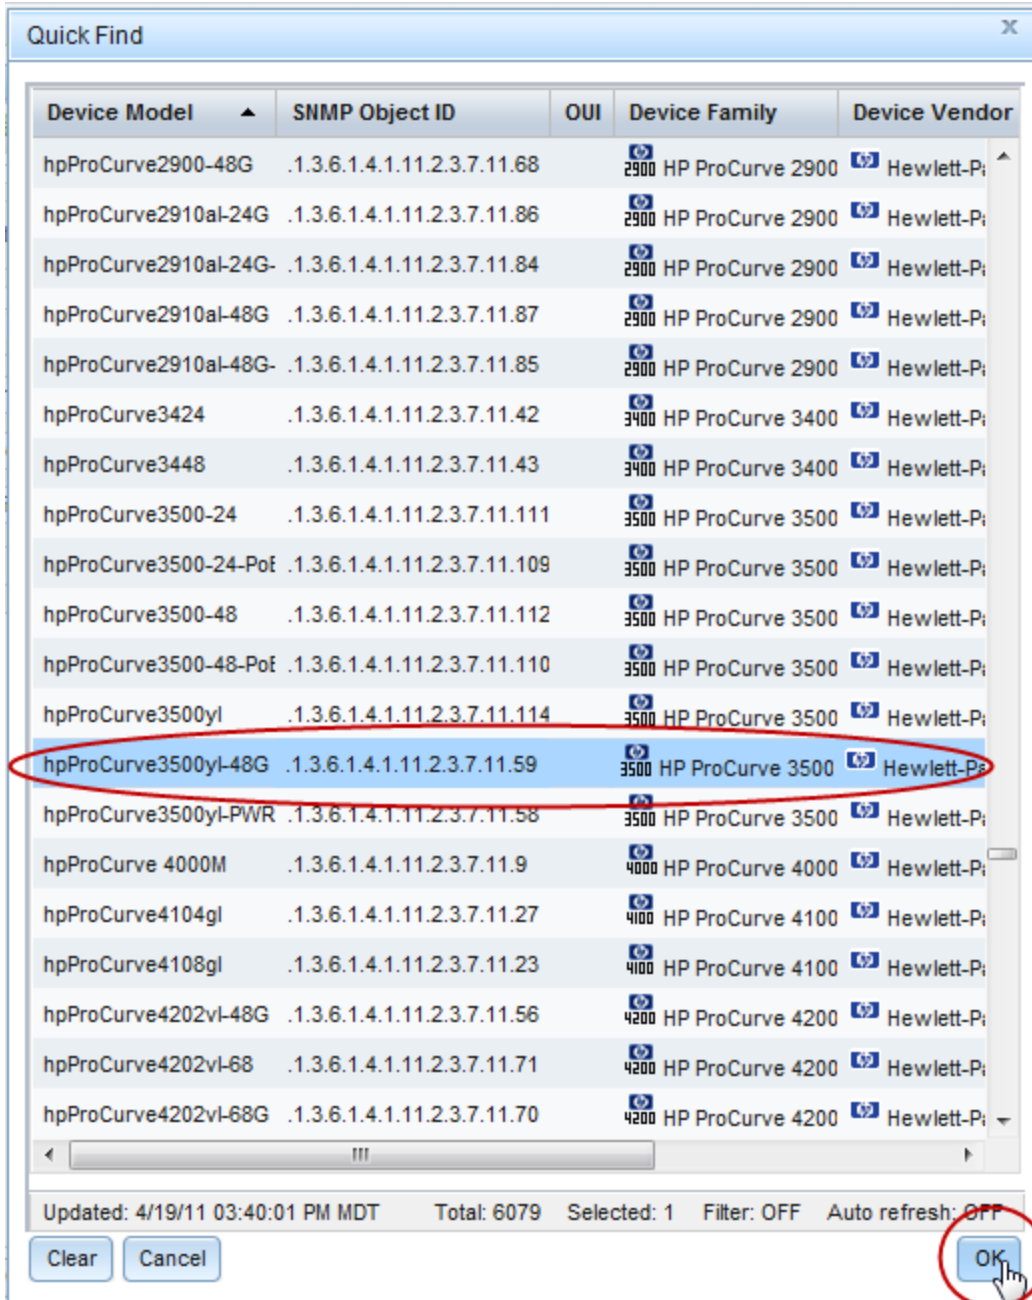 Quick Find x
Device Model SNMP Object ID OUI Device Family Device Vendor
hpProCurve2900-48G .1.3.6.1.4.1.11.2.3.7.11.68 2900 HP ProCurve 2900 Hewlett-Pa
hpProCurve2910al-24G .1.3.6.1.4.1.11.2.3.7.11.86 2900 HP ProCurve 2900 Hewlett-Pa
hpProCurve2910al-24G- .1.3.6.1.4.1.11.2.3.7.11.84 2900 HP ProCurve 2900 Hewlett-Pa
hpProCurve2910al-48G .1.3.6.1.4.1.11.2.3.7.11.87 2900 HP ProCurve 2900 Hewlett-Pa
hpProCurve2910al-48G- .1.3.6.1.4.1.11.2.3.7.11.85 2900 HP ProCurve 2900 Hewlett-Pa
hpProCurve3424 .1.3.6.1.4.1.11.2.3.7.11.42 3400 HP ProCurve 3400 Hewlett-Pa
hpProCurve3448 .1.3.6.1.4.1.11.2.3.7.11.43 3400 HP ProCurve 3400 Hewlett-Pa
hpProCurve3500-24 .1.3.6.1.4.1.11.2.3.7.11.111 3500 HP ProCurve 3500 Hewlett-Pa
hpProCurve3500-24-PoE .1.3.6.1.4.1.11.2.3.7.11.109 3500 HP ProCurve 3500 Hewlett-Pa
hpProCurve3500-48 .1.3.6.1.4.1.11.2.3.7.11.112 3500 HP ProCurve 3500 Hewlett-Pa
hpProCurve3500-48-PoE .1.3.6.1.4.1.11.2.3.7.11.110 3500 HP ProCurve 3500 Hewlett-Pa
hpProCurve3500yl .1.3.6.1.4.1.11.2.3.7.11.114 3500 HP ProCurve 3500 Hewlett-Pa
hpProCurve3500yl-48G .1.3.6.1.4.1.11.2.3.7.11.59 3500 HP ProCurve 3500 Hewlett-Pa
hpProCurve3500yl-PWR .1.3.6.1.4.1.11.2.3.7.11.58 3500 HP ProCurve 3500 Hewlett-Pa
hpProCurve 4000M .1.3.6.1.4.1.11.2.3.7.11.9 4000 HP ProCurve 4000 Hewlett-Pa
hpProCurve4104gl .1.3.6.1.4.1.11.2.3.7.11.27 4100 HP ProCurve 4100 Hewlett-Pa
hpProCurve4108gl .1.3.6.1.4.1.11.2.3.7.11.23 4100 HP ProCurve 4100 Hewlett-Pa
hpProCurve4202vl-48G .1.3.6.1.4.1.11.2.3.7.11.56 4200 HP ProCurve 4200 Hewlett-Pa
hpProCurve4202vl-68 .1.3.6.1.4.1.11.2.3.7.11.71 4200 HP ProCurve 4200 Hewlett-Pa
hpProCurve4202vl-68G .1.3.6.1.4.1.11.2.3.7.11.70 4200 HP ProCurve 4200 Hewlett-Pa
Updated: 4/19/11 03:40:01 PM MDT Total: 6079 Selected: 1 Filter: OFF Auto refresh: OFF
Clear Cancel OK